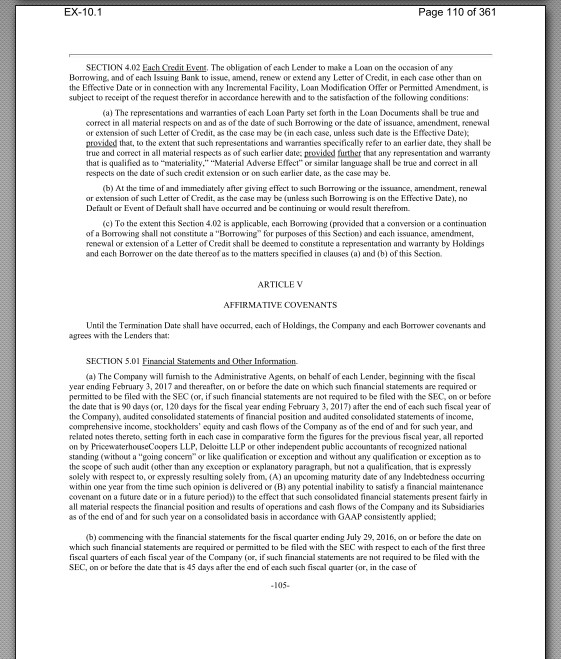 EX-10.1
Page 110 of 361
SECTION 4.02 Each Credit Event. The obligation of each Lender to make a Loan on the occasion of any
Borrowing, and of each Issuing Bank to issue, amend, renew or extend any Letter of Credit, in each case other than on
the Effective Date or in connection with any Incremental Facility, Loan Modification Offer or Permitted Amendment, is
subject to receipt of the request therefor in accordance herewith and to the satisfaction of the following conditions:
(a) The representations and warranties of each Loan Party set forth in the Loan Documents shall be true and
correct in all material respects on and as of the date of such Borrowing or the date of issuance, amendment, renewal
or extension of such Letter of Credit, as the case may be (in each case, unless such date is the Effective Date);
provided that, to the extent that such representations and warranties specifically refer to an earlier date, they shall be
true and correct in all material respects as of such earlier date; provided further that any representation and warranty
that is qualified as to “materiality,” “Material Adverse Effect” or similar language shall be true and correct in all
respects on the date of such credit extension or on such earlier date, as the case may be.
(b) At the time of and immediately after giving effect to such Borrowing or the issuance, amendment, renewal
or extension of such Letter of Credit, as the case may be (unless such Borrowing is on the Effective Date), no
Default or Event of Default shall have occurred and be continuing or would result therefrom.
(c) To the extent this Section 4.02 is applicable, each Borrowing (provided that a conversion or a continuation
of a Borrowing shall not constitute a “Borrowing” for purposes of this Section) and each issuance, amendment,
renewal or extension of a Letter of Credit shall be deemed to constitute a representation and warranty by Holdings
and each Borrower on the date thereof as to the matters specified in clauses (a) and (b) of this Section.
ARTICLE V
AFFIRMATIVE COVENANTS
Until the Termination Date shall have occurred, each of Holdings, the Company and each Borrower covenants and
agrees with the Lenders that:
SECTION 5.01 Financial Statements and Other Information.
(a) The Company will furnish to the Administrative Agents, on behalf of each Lender, beginning with the fiscal
year ending February 3, 2017 and thereafter, on or before the date on which such financial statements are required or
permitted to be filed with the SEC (or, if such financial statements are not required to be filed with the SEC, on or before
the date that is 90 days (or, 120 days for the fiscal year ending February 3, 2017) after the end of each such fiscal year of
the Company), audited consolidated statements of financial position and audited consolidated statements of income,
comprehensive income, stockholders’ equity and cash flows of the Company as of the end of and for such year, and
related notes thereto, setting forth in each case in comparative form the figures for the previous fiscal year, all reported
on by PricewaterhouseCoopers LLP, Deloitte LLP or other independent public accountants of recognized national
standing (without a “going concern” or like qualification or exception and without any qualification or exception as to
the scope of such audit (other than any exception or explanatory paragraph, but not a qualification, that is expressly
solely with respect to, or expressly resulting solely from, (A) an upcoming maturity date of any Indebtedness occurring
within one year from the time such opinion is delivered or (B) any potential inability to satisfy a financial maintenance
covenant on a future date or in a future period)) to the effect that such consolidated financial statements present fairly in
all material respects the financial position and results of operations and cash flows of the Company and its Subsidiaries
as of the end of and for such year on a consolidated basis in accordance with GAAP consistently applied;
(b) commencing with the financial statements for the fiscal quarter ending July 29, 2016, on or before the date on
which such financial statements are required or permitted to be filed with the SEC with respect to each of the first three
fiscal quarters of each fiscal year of the Company (or, if such financial statements are not required to be filed with the
SEC, on or before the date that is 45 days after the end of each such fiscal quarter (or, in the case of
-105-